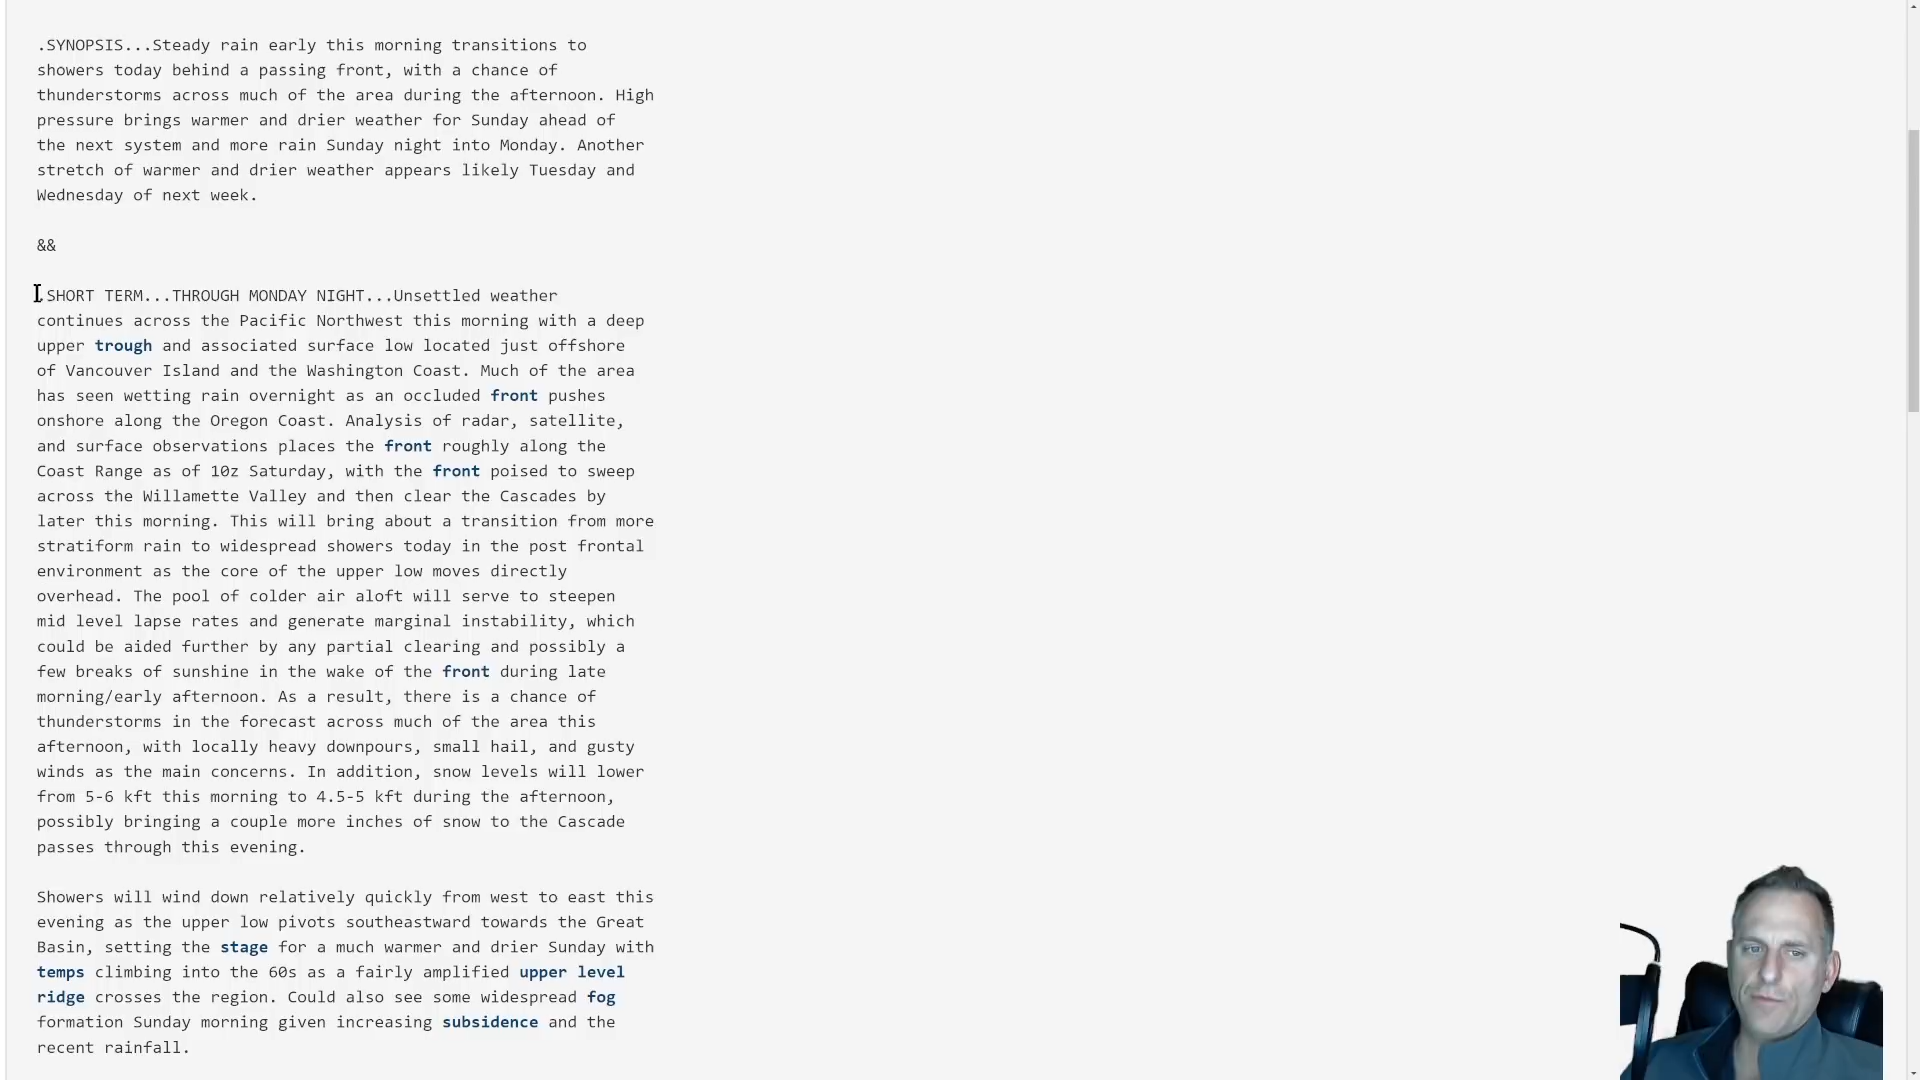 .SYNOPSIS...Steady rain early this morning transitions to
showers today behind a passing front, with a chance of
thunderstorms across much of the area during the afternoon. High
pressure brings warmer and drier weather for Sunday ahead of
the next system and more rain Sunday night into Monday. Another
stretch of warmer and drier weather appears likely Tuesday and
Wednesday of next week.
&&
.SHORT TERM...THROUGH MONDAY NIGHT...Unsettled weather
continues across the Pacific Northwest this morning with a deep
upper trough and associated surface low located just offshore
of Vancouver Island and the Washington Coast. Much of the area
has seen wetting rain overnight as an occluded front pushes
onshore along the Oregon Coast. Analysis of radar, satellite,
and surface observations places the front roughly along the
Coast Range as of 10z Saturday, with the front poised to sweep
across the Willamette Valley and then clear the Cascades by
later this morning. This will bring about a transition from more
stratiform rain to widespread showers today in the post frontal
environment as the core of the upper low moves directly
overhead. The pool of colder air aloft will serve to steepen
mid level lapse rates and generate marginal instability, which
could be aided further by any partial clearing and possibly a
few breaks of sunshine in the wake of the front during late
morning/early afternoon. As a result, there is a chance of
thunderstorms in the forecast across much of the area this
afternoon, with locally heavy downpours, small hail, and gusty
winds as the main concerns. In addition, snow levels will lower
from 5-6 kft this morning to 4.5-5 kft during the afternoon,
possibly bringing a couple more inches of snow to the Cascade
passes through this evening.
Showers will wind down relatively quickly from west to east this
evening as the upper low pivots southeastward towards the Great
Basin, setting the stage for a much warmer and drier Sunday with
temps climbing into the 60s as a fairly amplified upper level
ridge crosses the region. Could also see some widespread fog
formation Sunday morning given increasing subsidence and the
recent rainfall.